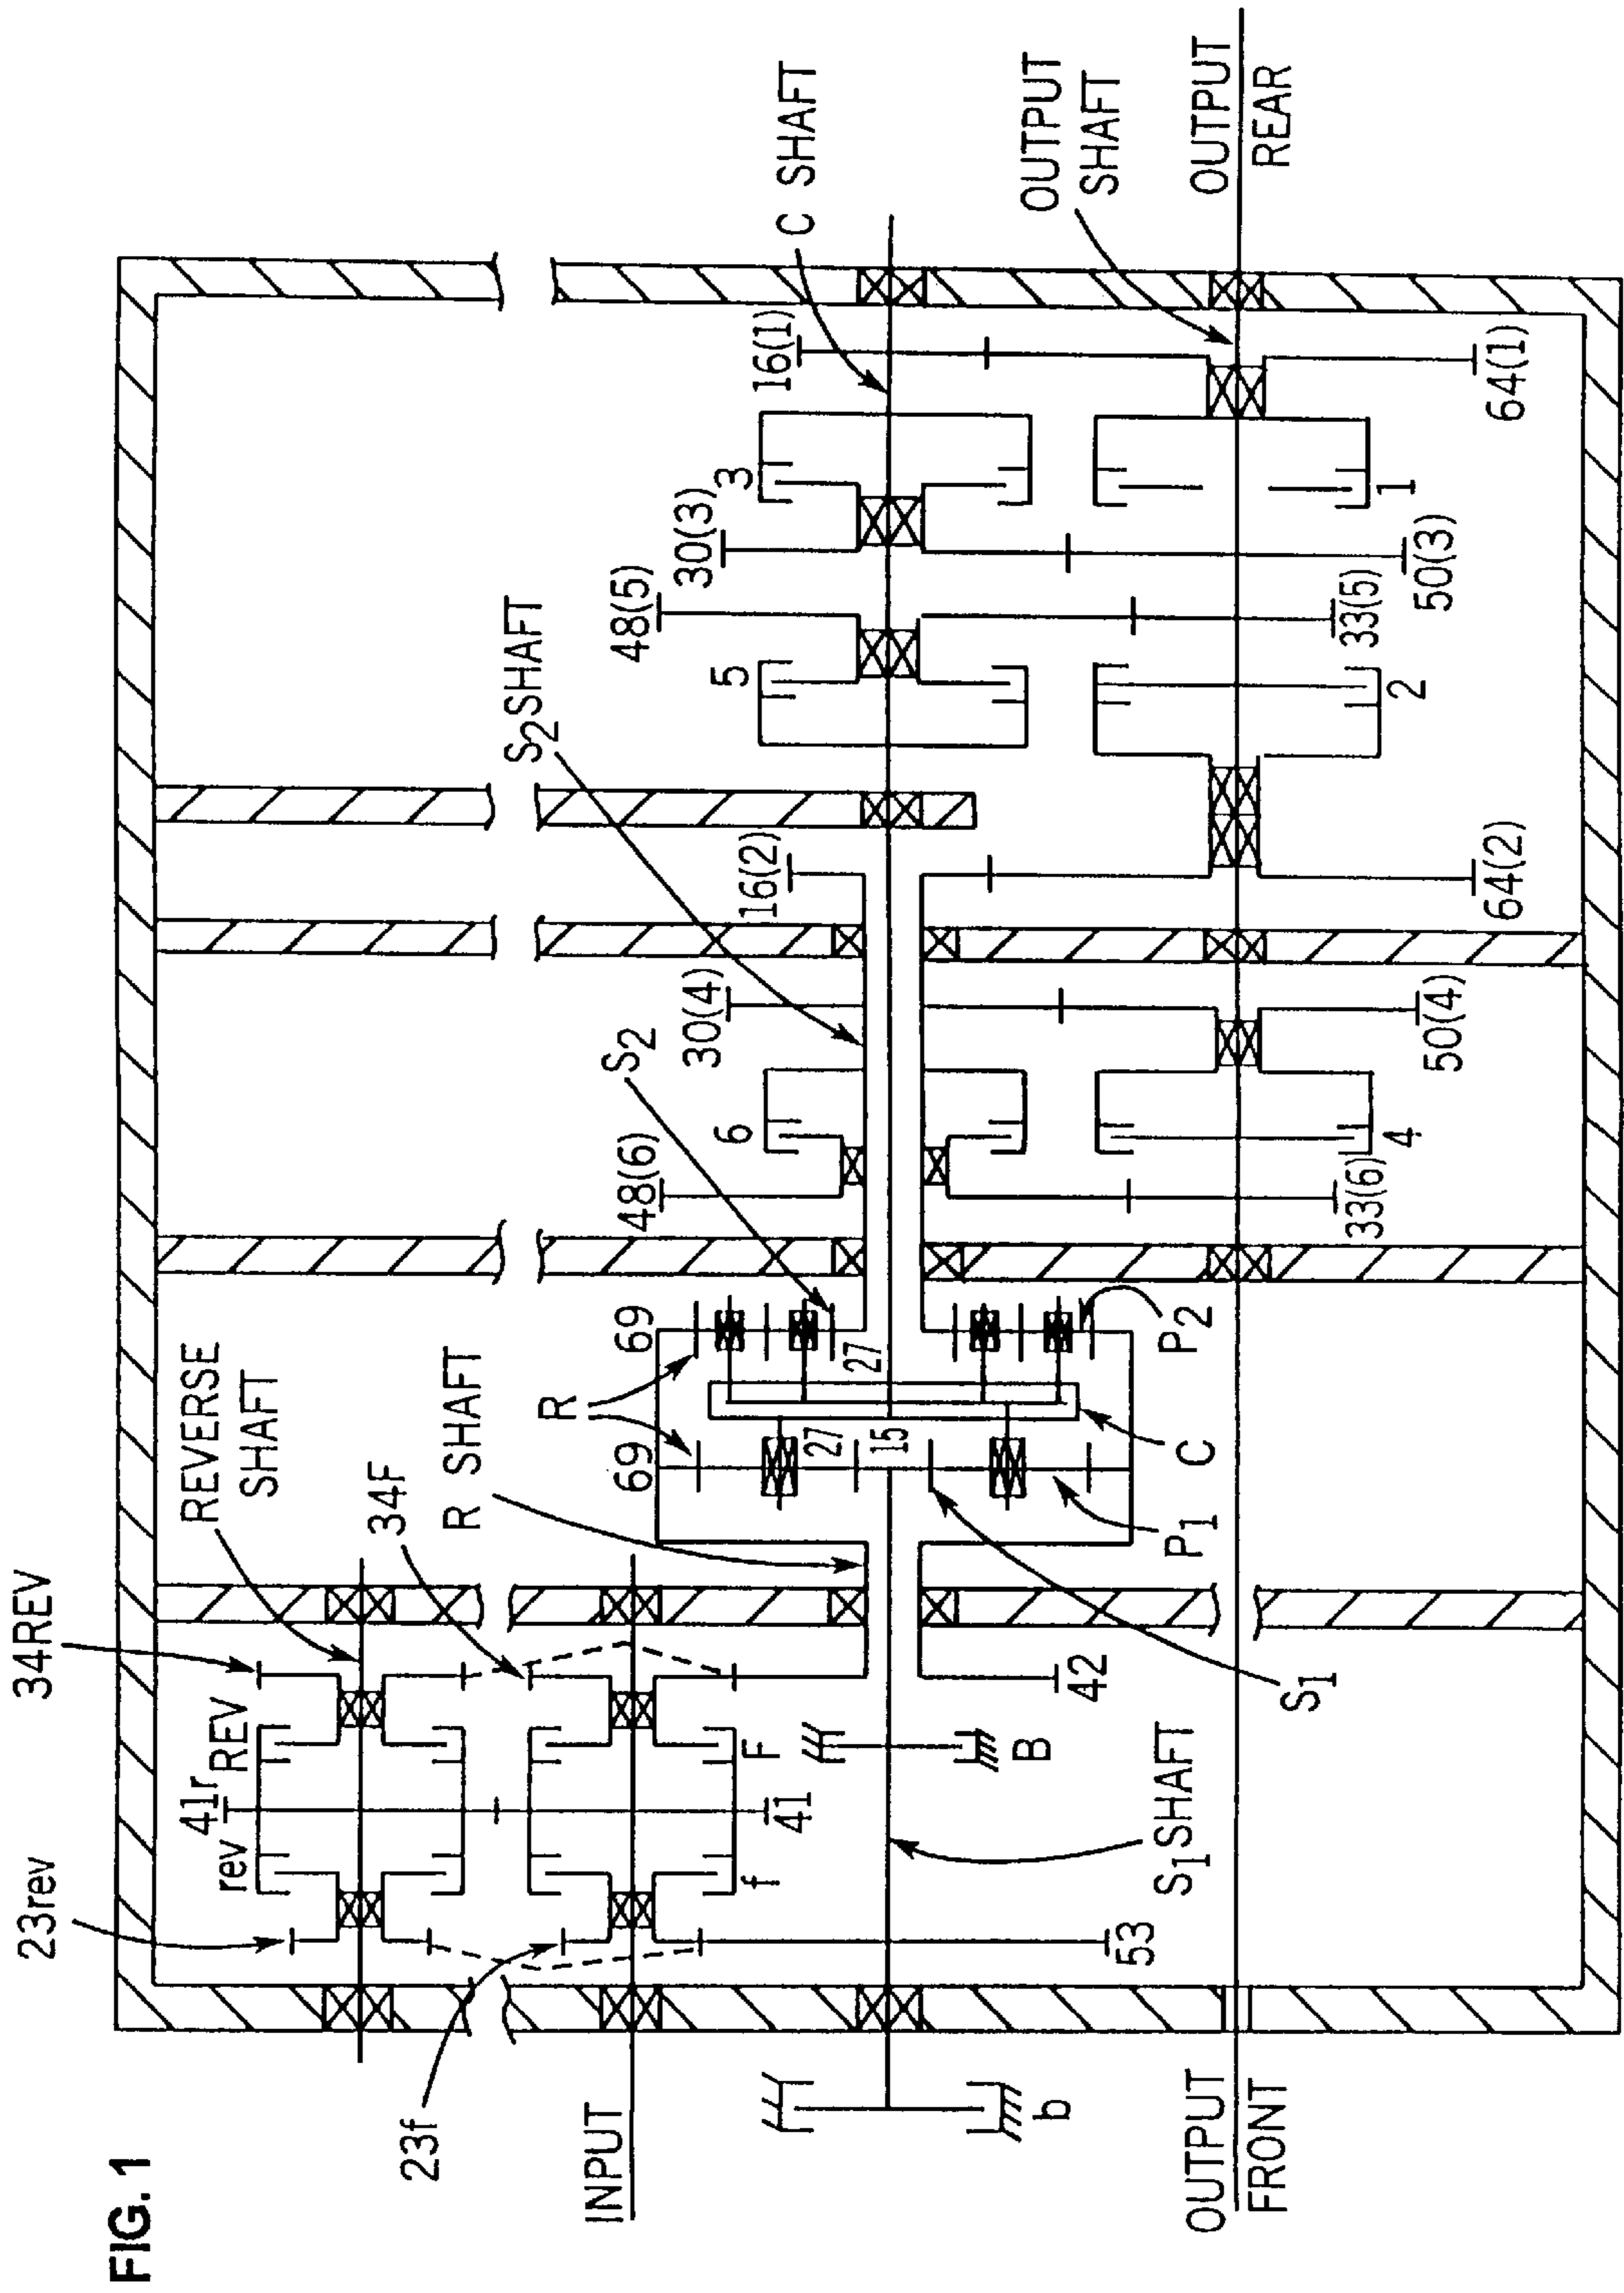 FIG. 1
34REV
23rev
REVERSE
SHAFT
41r
REV
rev
34F
R SHAFT
23f
INPUT
F
f
41
B
b
42
53
S1 SHAFT
S1
R
69
69
27
27
15
P1
C
P2
S2
S2 SHAFT
48(6)
6
30(4)
16(2)
33(6)
4
50(4)
64(2)
5
48(5)
30(3)
3
16(1)
C SHAFT
2
33(5)
50(3)
1
64(1)
OUTPUT
SHAFT
OUTPUT
REAR
OUTPUT
FRONT